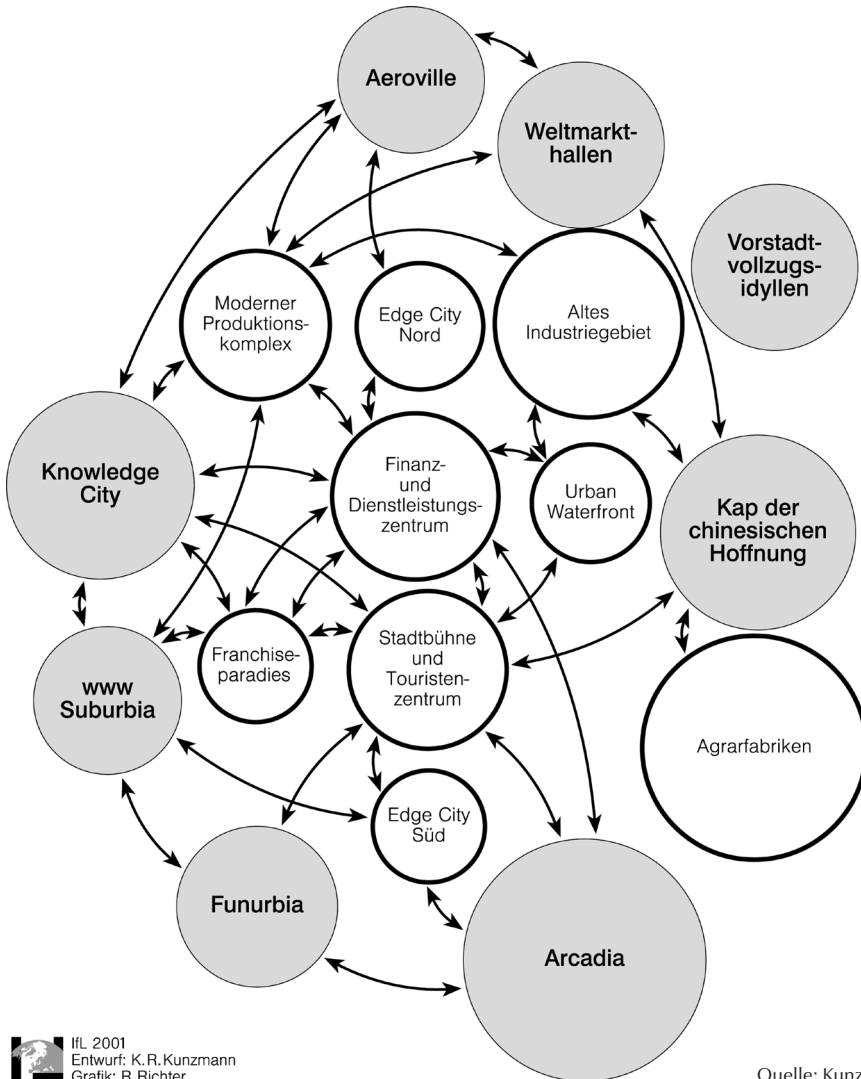 Aeroville
Weltmarkt-
hallen
Vorstadt-
vollzugs-
idyllen
Moderner
Produktions-
komplex
Edge City
Nord
Altes
Industriegebiet
Knowledge
City
Finanz-
und
Dienstleistungs-
zentrum
Urban
Waterfront
Kap der
chinesischen
Hoffnung
www
Suburbia
Franchise-
paradies
Stadtbühne
und
Touristen-
zentrum
Agrarfabriken
Edge City
Süd
Funurbia
Arcadia
IfL 2001
Entwurf: K.R.Kunzmann
Grafik: R.Richter
Quelle: Kunz